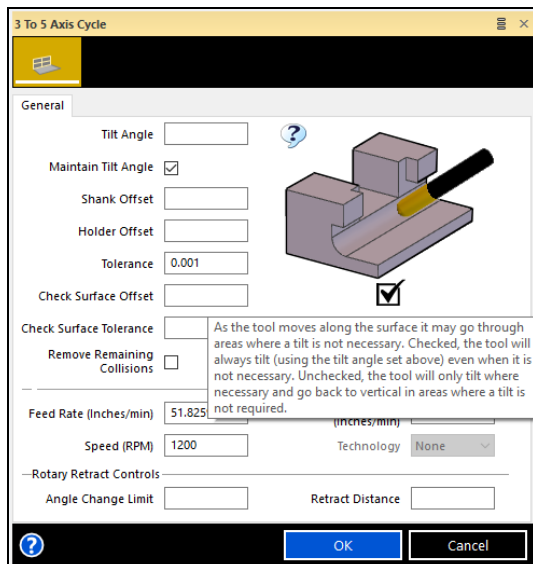 3 To 5 Axis Cycle
General
Tilt Angle
Maintain Tilt Angle
Shank Offset
Holder Offset
Tolerance 0.001
Check Surface Offset
Check Surface Tolerance
As the tool moves along the surface it may go through
areas where a tilt is not necessary. Checked, the tool will
always tilt (using the tilt angle set above) even when it is
not necessary. Unchecked, the tool will only tilt where
necessary and go back to vertical in areas where a tilt is
not required.
Remove Remaining
Collisions
Feed Rate (Inches/min) 51.825
(Inches/min)
Speed (RPM) 1200 Technology None
Rotary Retract Controls
Angle Change Limit Retract Distance
OK Cancel